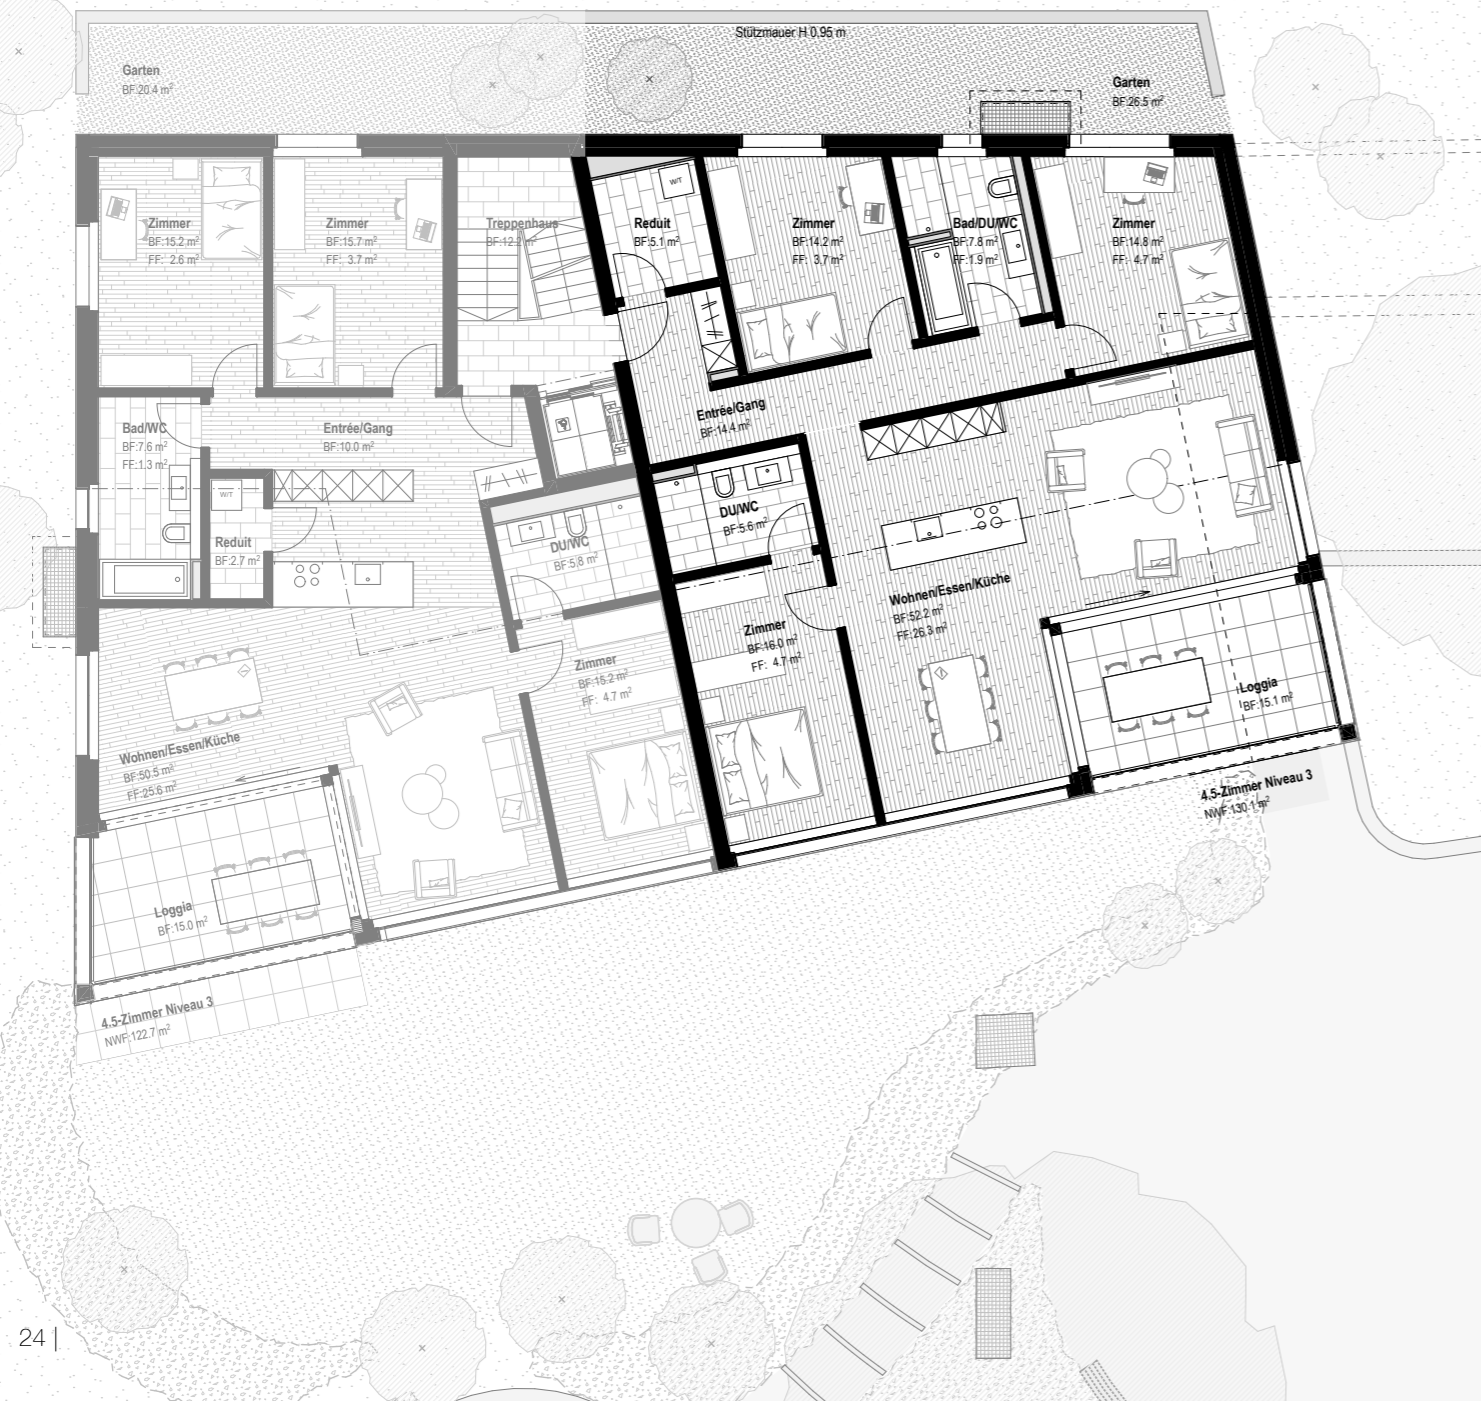 Stützmauer H 0.95 m
Garten
BF:20.4 m²
Garten
BF:26.5 m²
Zimmer
BF:15.2 m²
FF: 2.6 m²
Zimmer
BF:15.7 m²
FF: 3.7 m²
Treppenhaus
BF:12.2 m²
Reduit
BF:5.1 m²
W/T
Zimmer
BF:14.2 m²
FF: 3.7 m²
Bad/DU/WC
BF:7.8 m²
FF:1.9 m²
Zimmer
BF:14.8 m²
FF: 4.7 m²
Bad/WC
BF:7.6 m²
FF:1.3 m²
Entrée/Gang
BF:10.0 m²
Entrée/Gang
BF:14.4 m²
W/T
Reduit
BF:2.7 m²
DU/WC
BF:5.8 m²
DU/WC
BF:5.6 m²
Wohnen/Essen/Küche
BF:52.2 m²
FF:26.3 m²
Zimmer
BF:16.0 m²
FF: 4.7 m²
Zimmer
BF:15.2 m²
FF: 4.7 m²
Loggia
BF:15.1 m²
Wohnen/Essen/Küche
BF:50.5 m²
FF:25.6 m²
4.5-Zimmer Niveau 3
NWF:130.1 m²
Loggia
BF:15.0 m²
4.5-Zimmer Niveau 3
NWF:122.7 m²
24 |